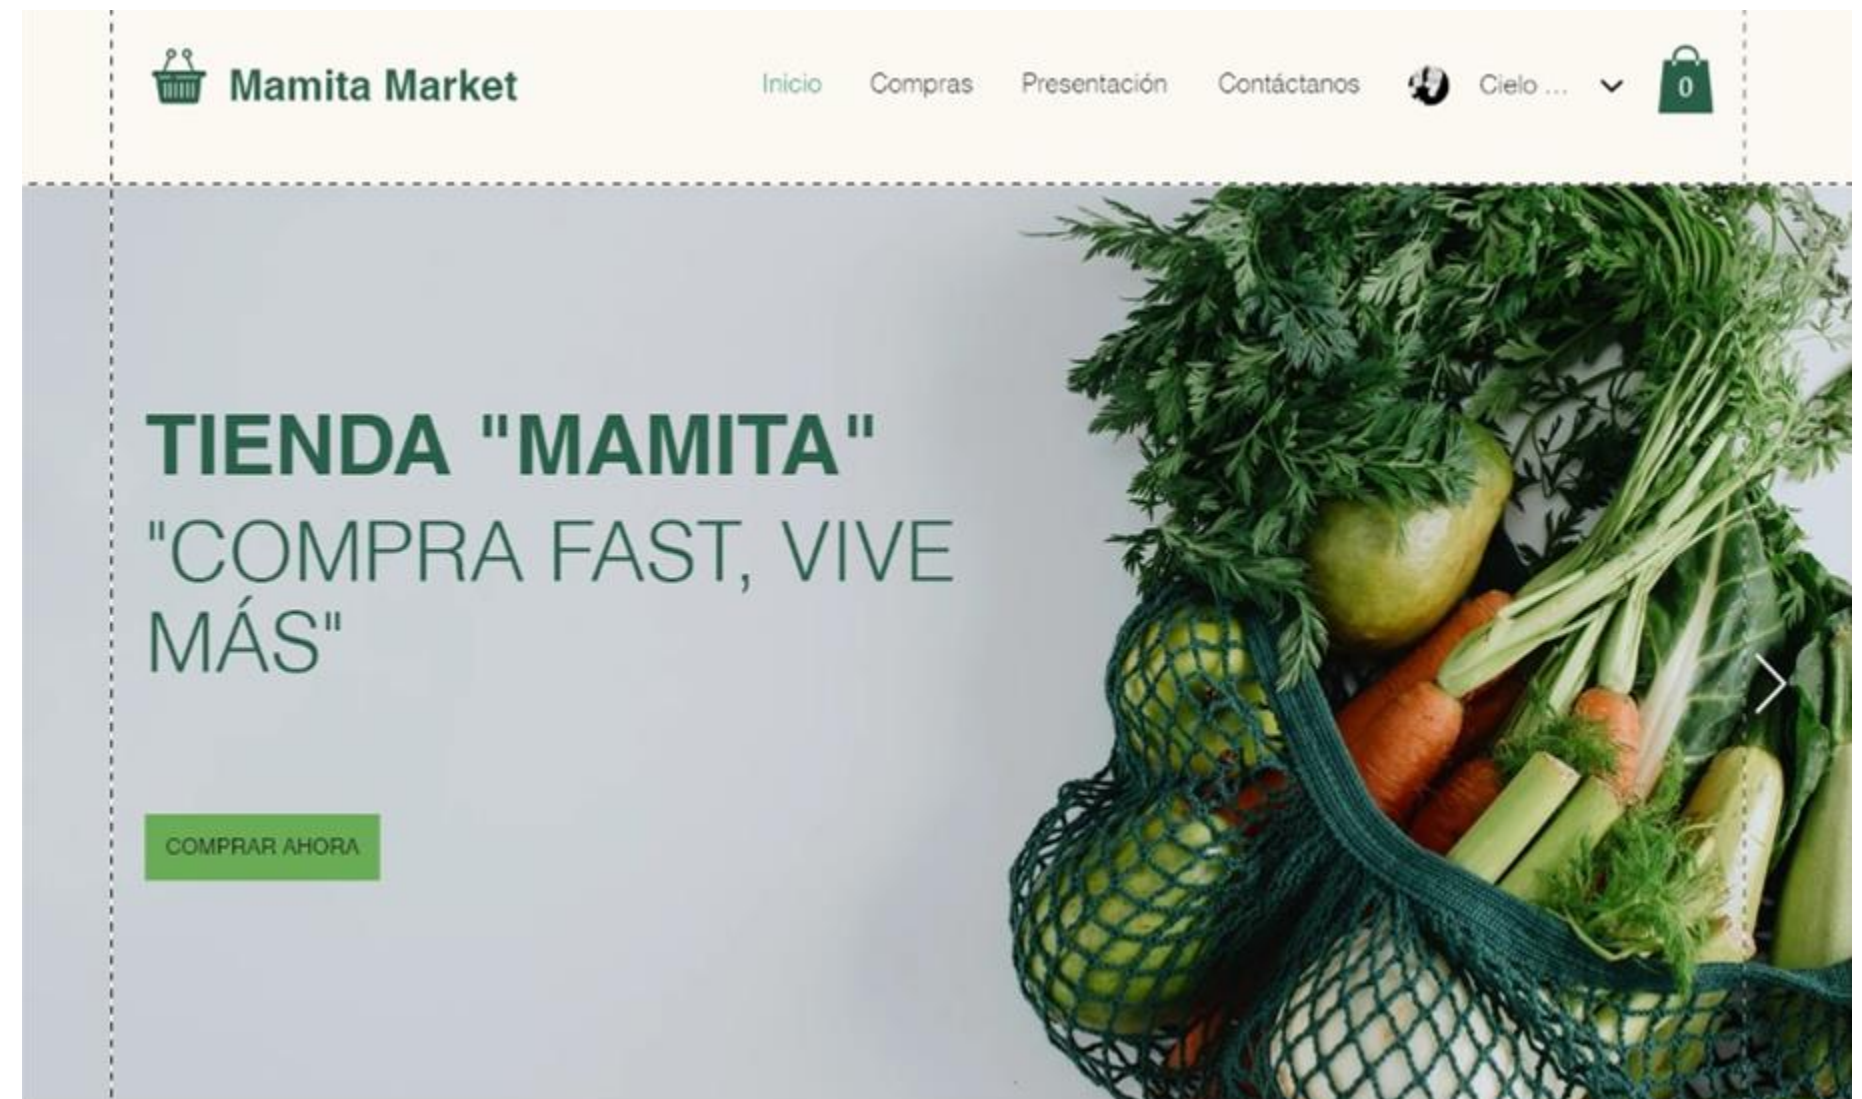 Mamita Market
Inicio Compras Presentación Contáctanos Cielo ... 0
TIENDA "MAMITA"
"COMPRA FAST, VIVE
MÁS"
COMPRAR AHORA